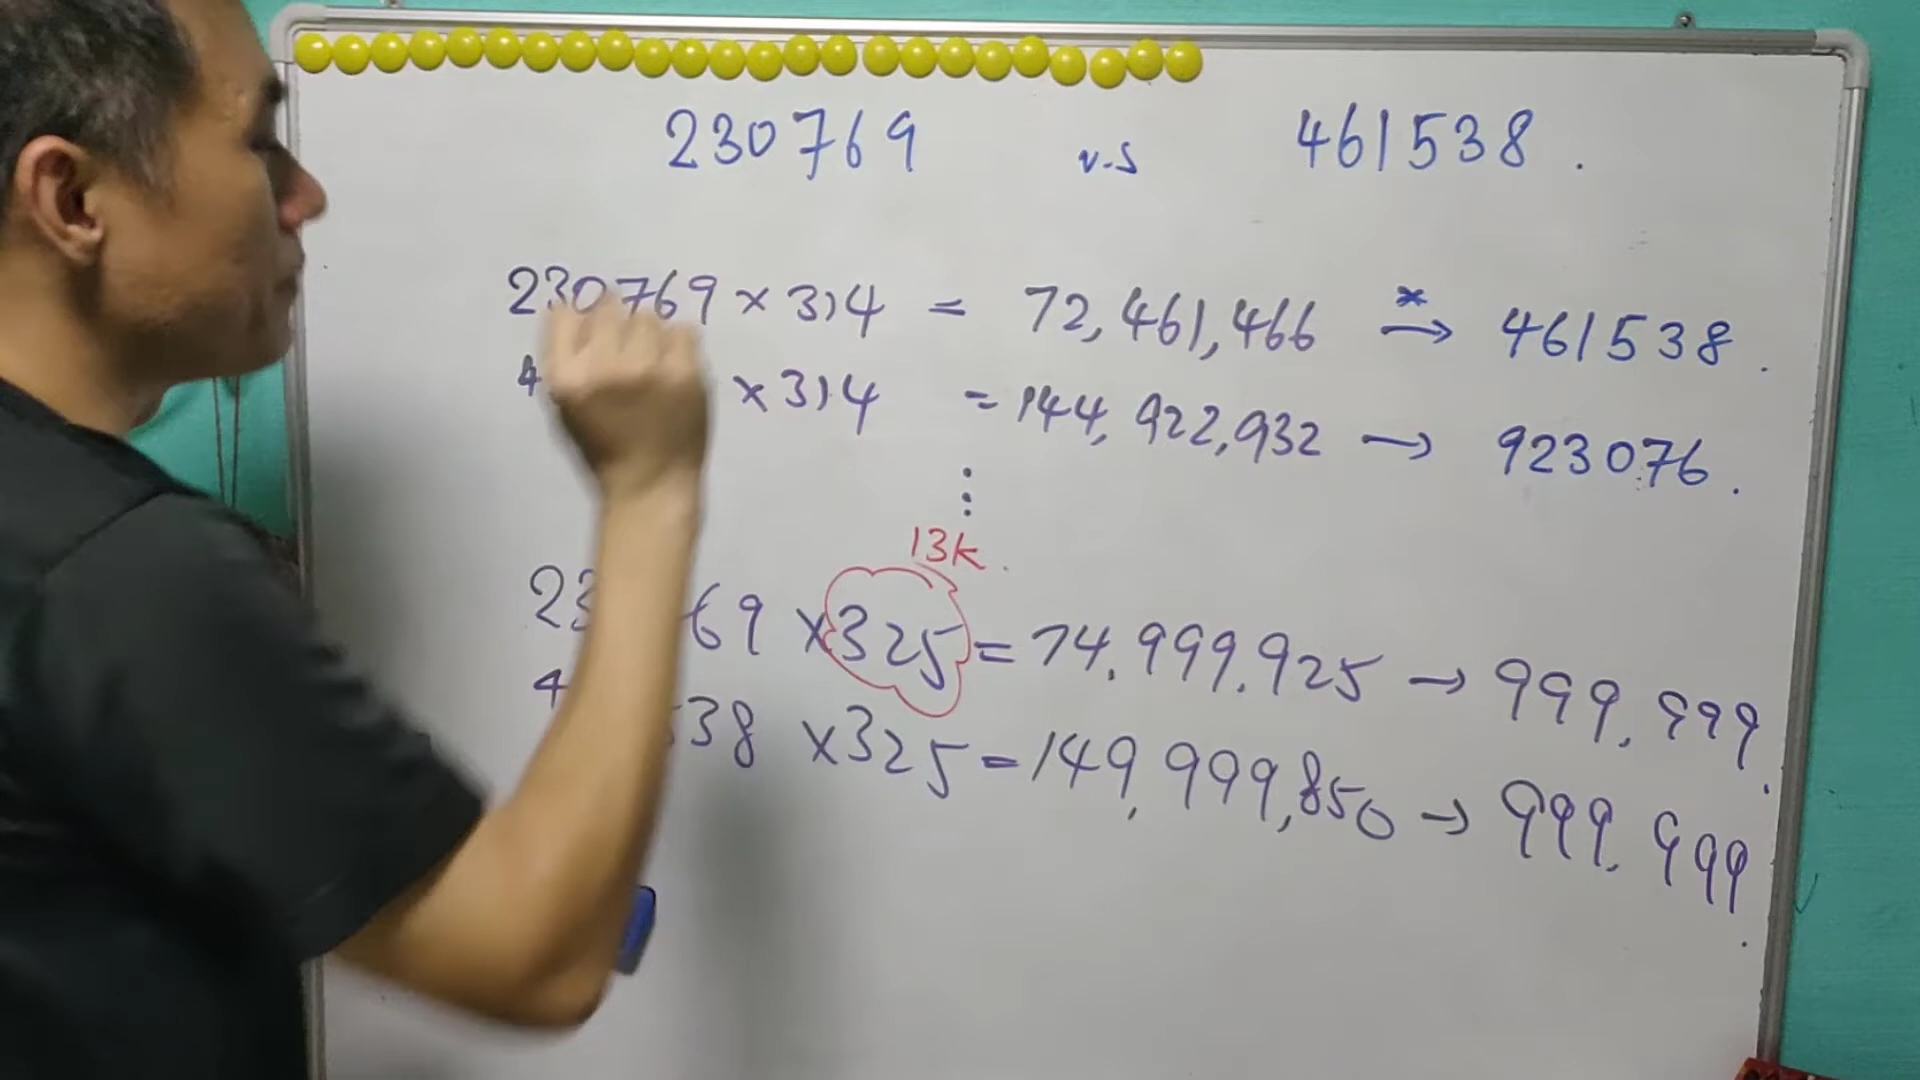 230769 v.s 461538.
230769 × 314 = 72,461,466 →* 461538.
4 × 314 = 144,922,932 → 923076.
⋮
13k.
23 69 × 325 = 74.999.925 → 999,999.
4 538 × 325 = 149,999,850 → 999.999.